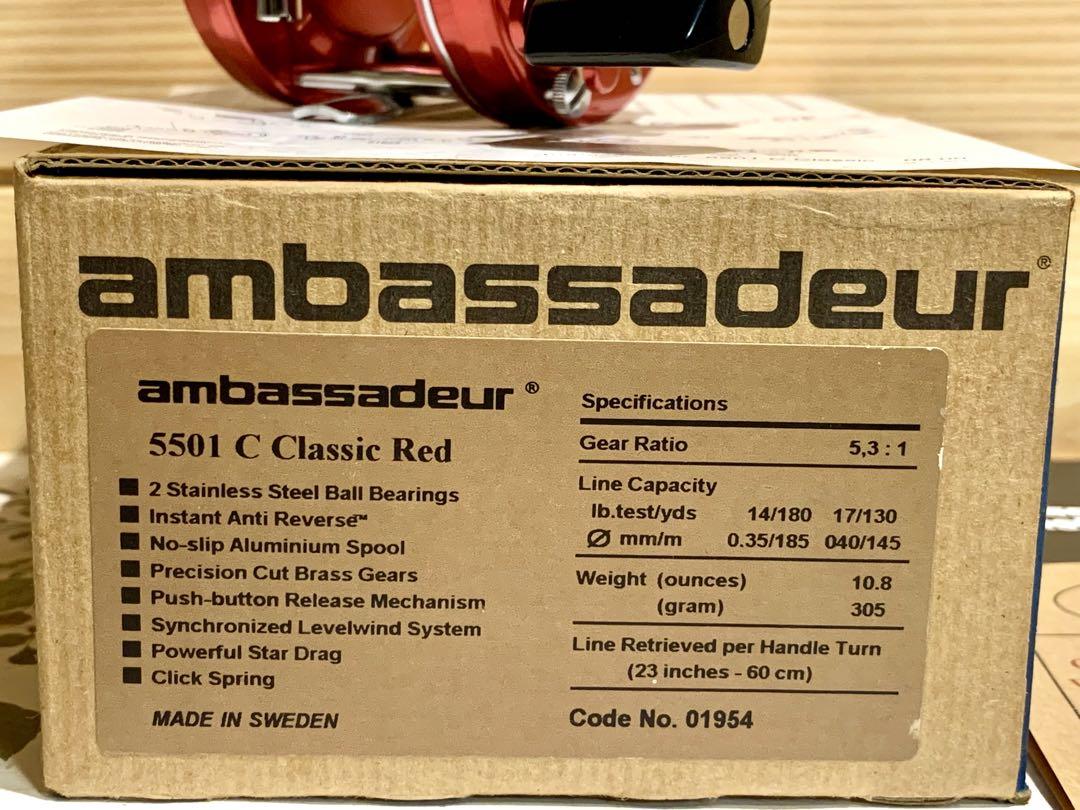 ambassadeur®
ambassadeur®
5501 C Classic Red
■ 2 Stainless Steel Ball Bearings
■ Instant Anti Reverse™
■ No-slip Aluminium Spool
■ Precision Cut Brass Gears
■ Push-button Release Mechanism
■ Synchronized Levelwind System
■ Powerful Star Drag
■ Click Spring
MADE IN SWEDEN
Specifications
Gear Ratio 5,3 : 1
Line Capacity
lb.test/yds 14/180 17/130
Ø mm/m 0.35/185 040/145
Weight (ounces) 10.8
(gram) 305
Line Retrieved per Handle Turn
(23 inches - 60 cm)
Code No. 01954